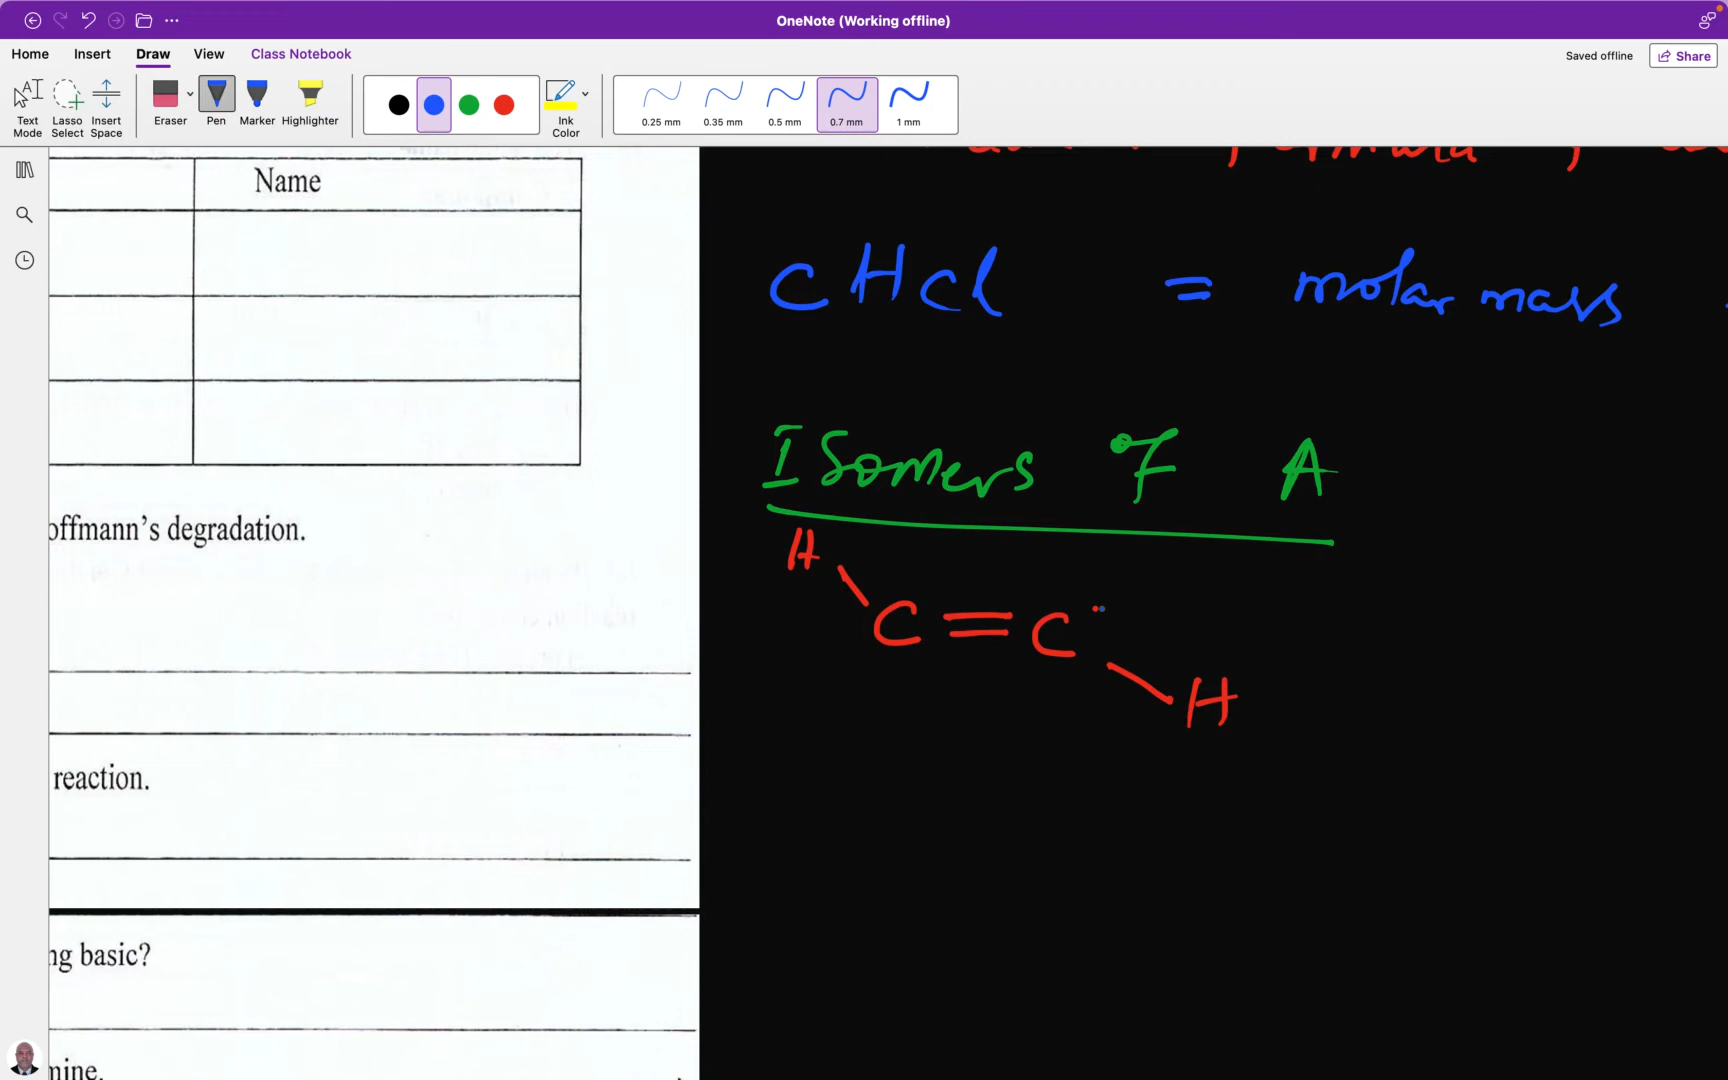 OneNote (Working offline)
Home Insert Draw View Class Notebook
Saved offline Share
Text Mode
Lasso Select
Insert Space
Eraser
Pen
Marker
Highlighter
Ink Color
0.25 mm
0.35 mm
0.5 mm
0.7 mm
1 mm
Name
offmann's degradation.
reaction.
ng basic?
mine.
CHCl = molar mass
Isomers of A
H
C = C
H